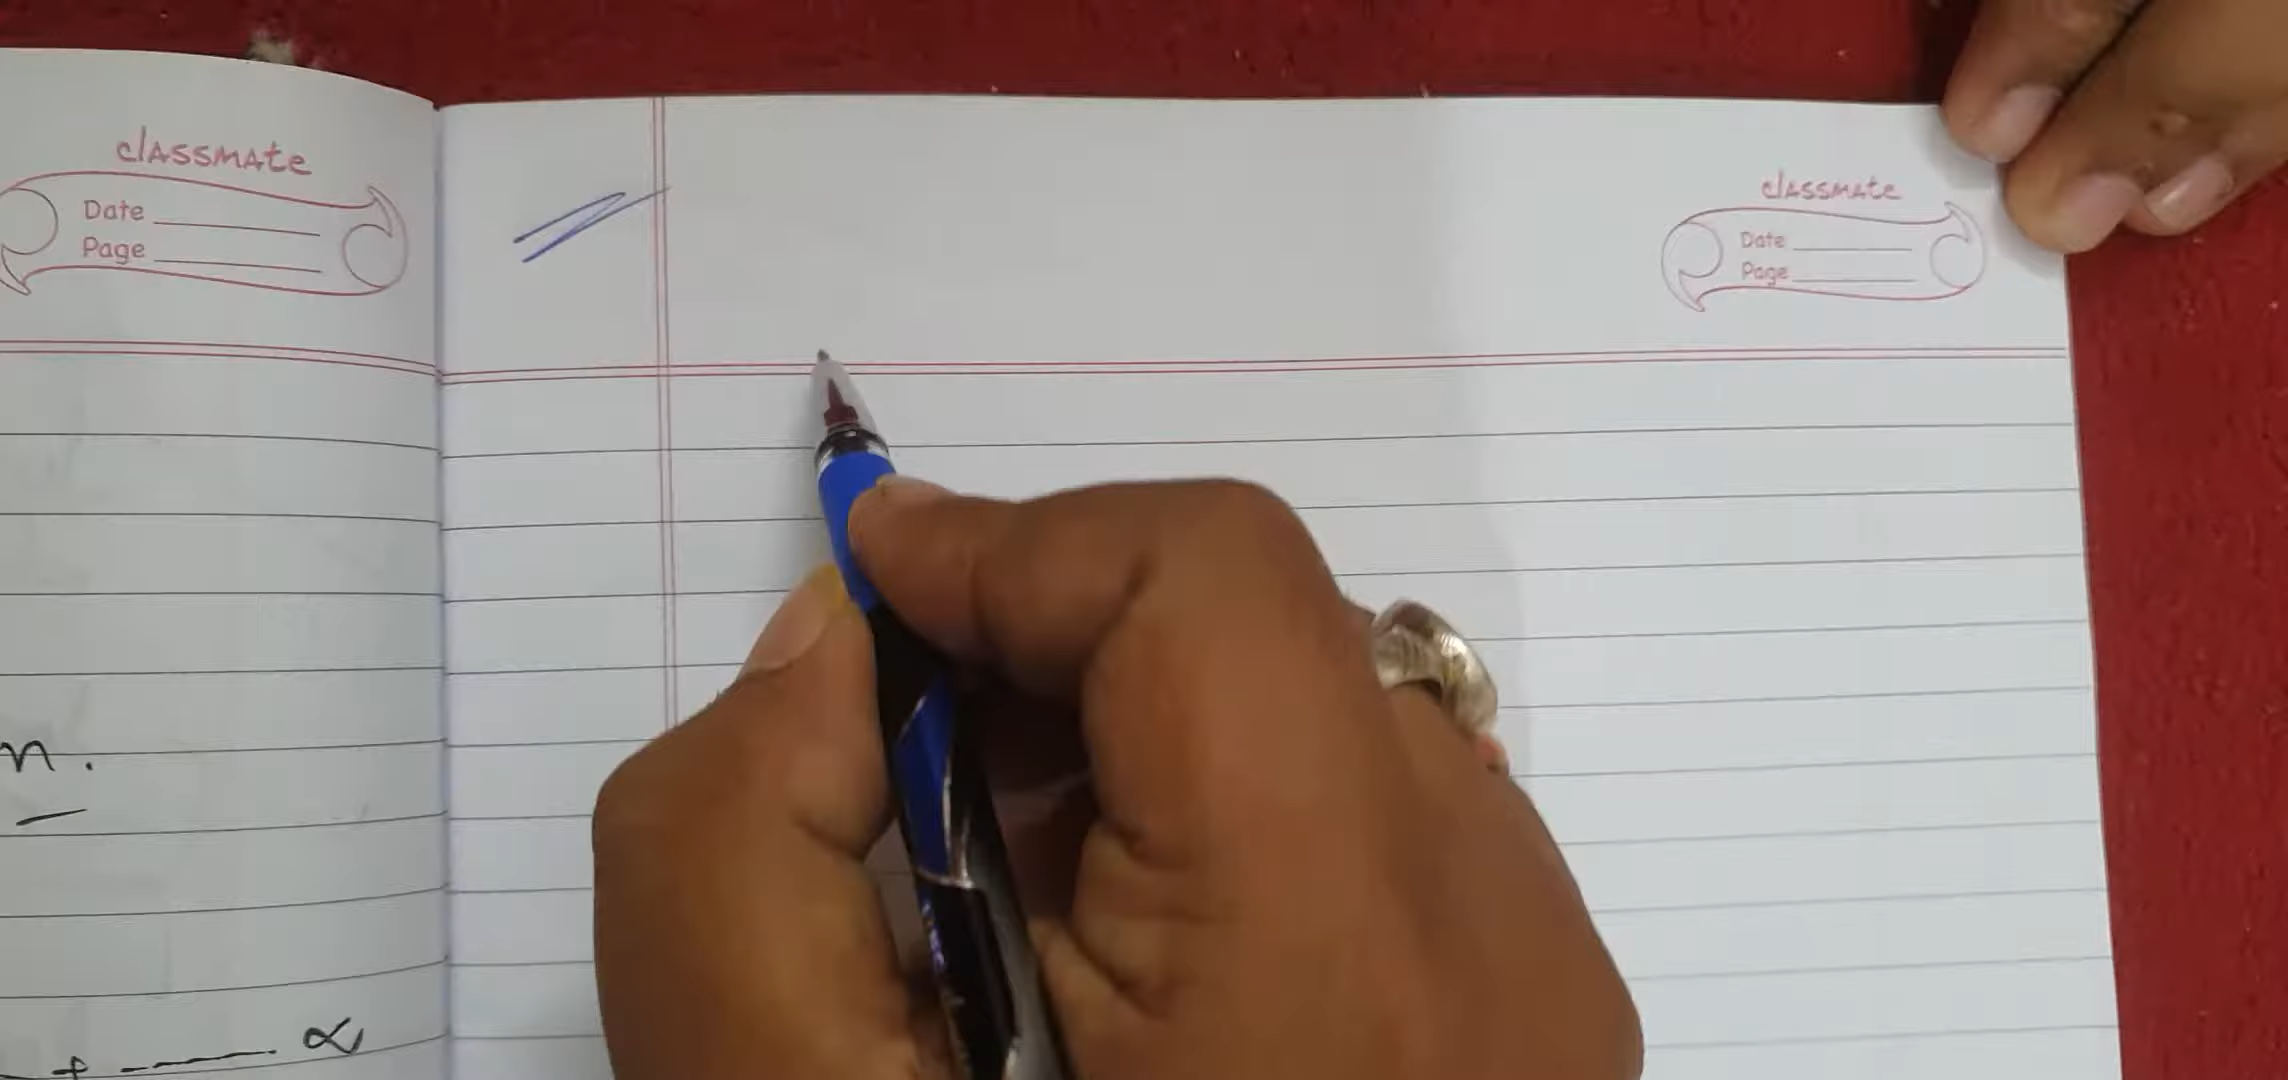 classmate
Date
Page
n.
+ ----- ∝
classmate
Date
Page